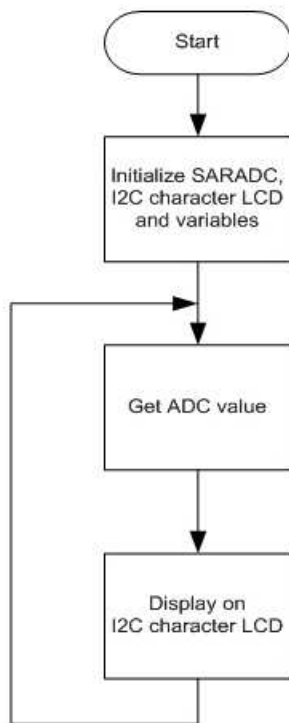 Start
Initialize SARADC,
I2C character LCD
and variables
Get ADC value
Display on
I2C character LCD